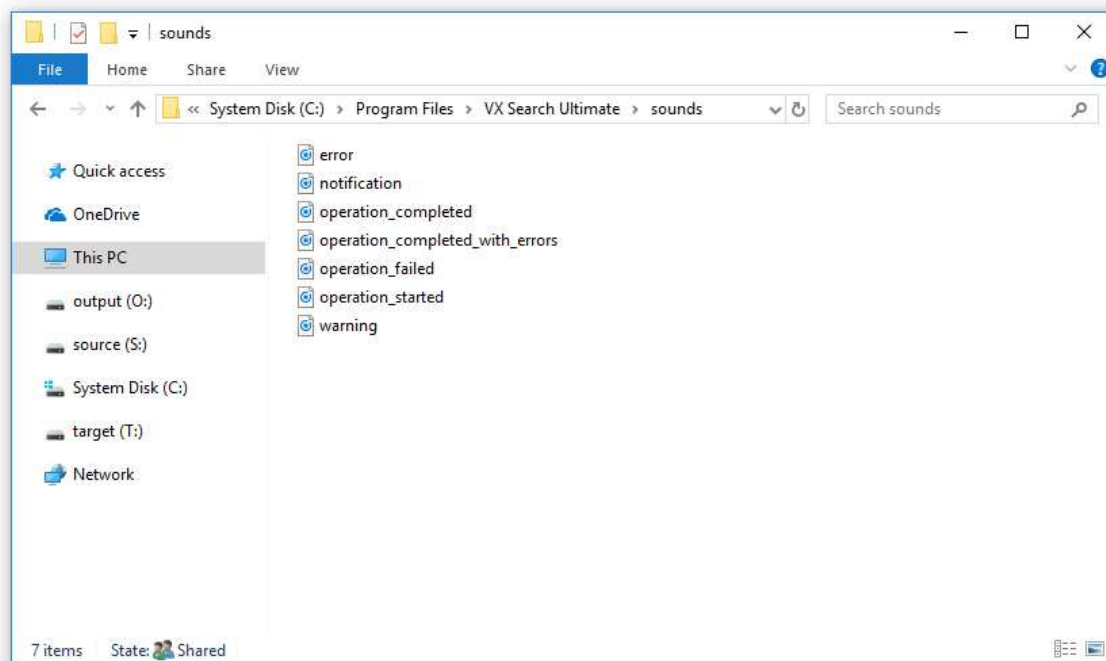 sounds
File Home Share View
« System Disk (C:) › Program Files › VX Search Ultimate › sounds Search sounds
Quick access
OneDrive
This PC
output (O:)
source (S:)
System Disk (C:)
target (T:)
Network
error
notification
operation_completed
operation_completed_with_errors
operation_failed
operation_started
warning
7 items State: Shared